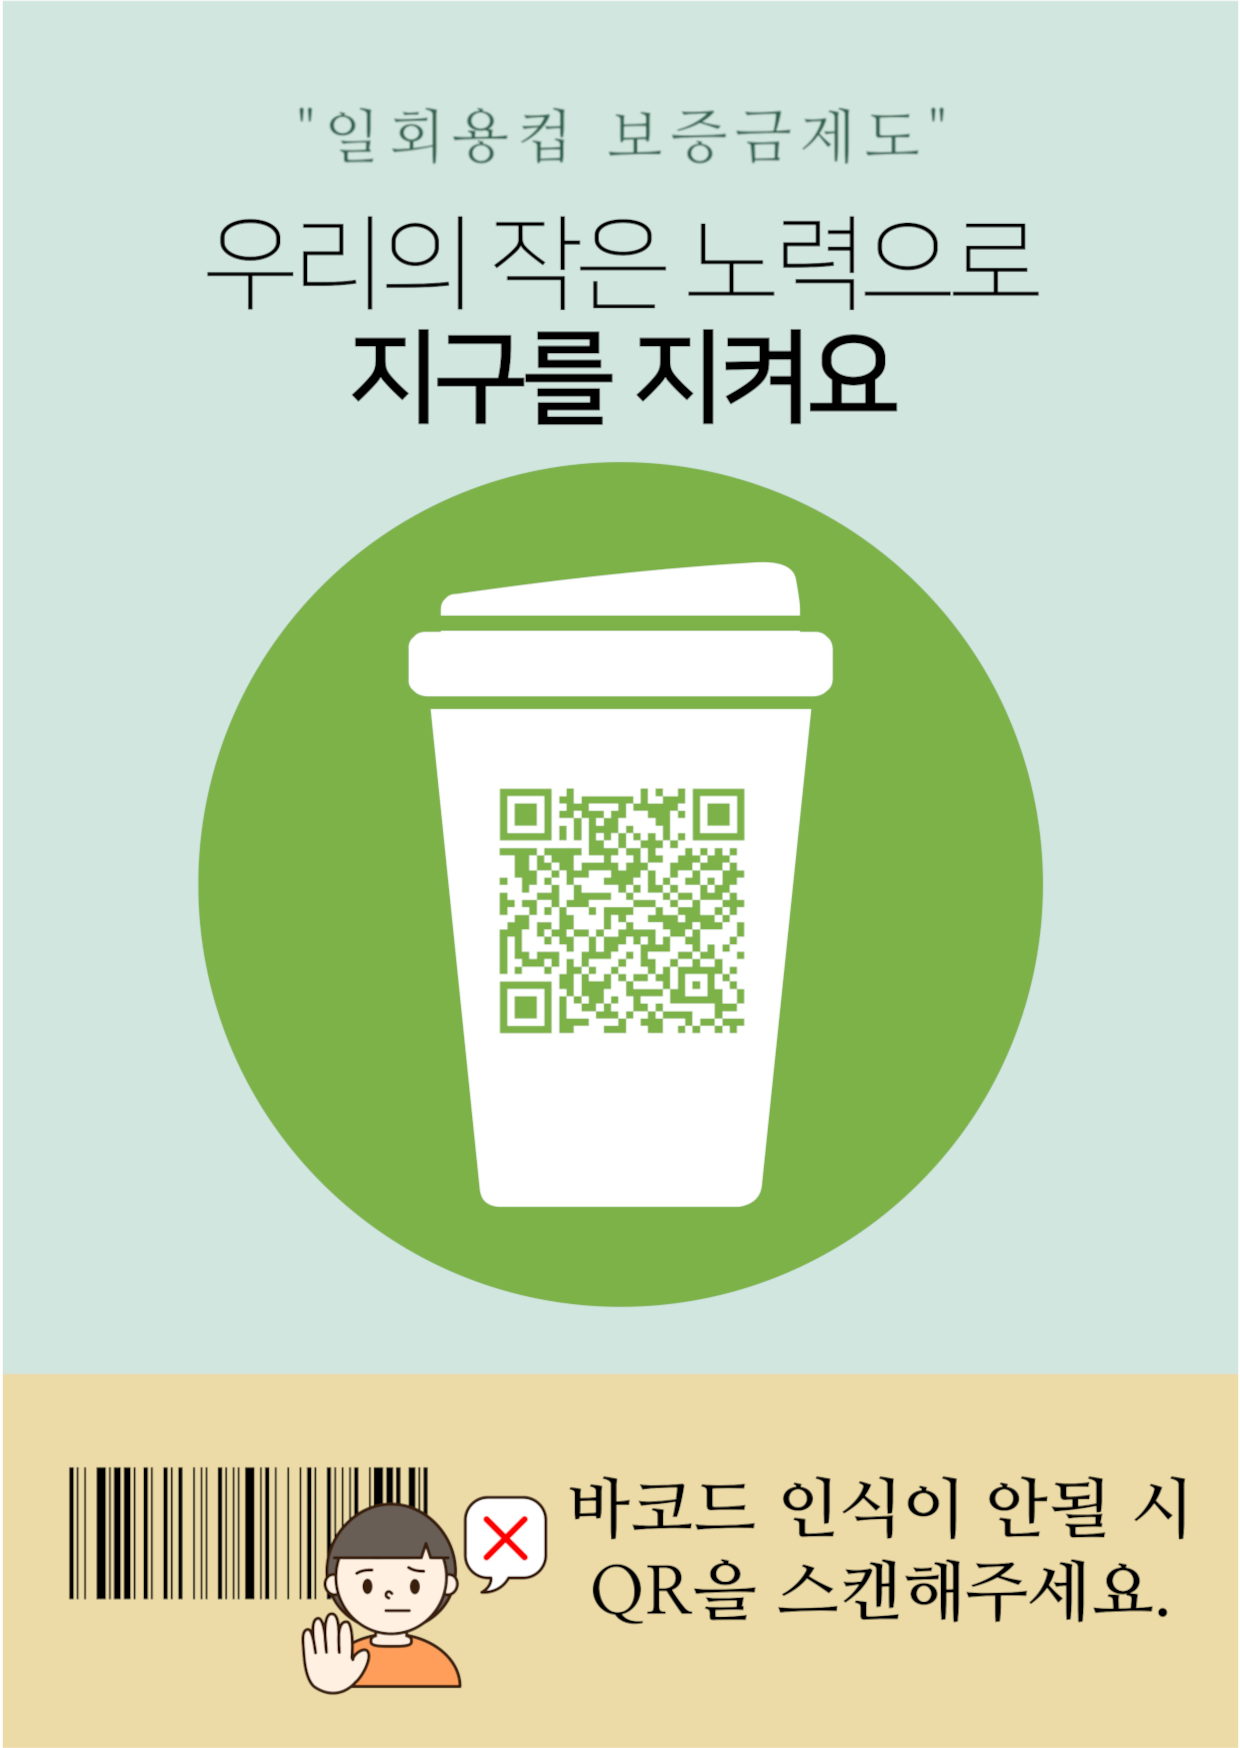 "일회용컵 보증금제도"
우리의 작은 노력으로
지구를 지켜요
바코드 인식이 안될 시
QR을 스캔해주세요.